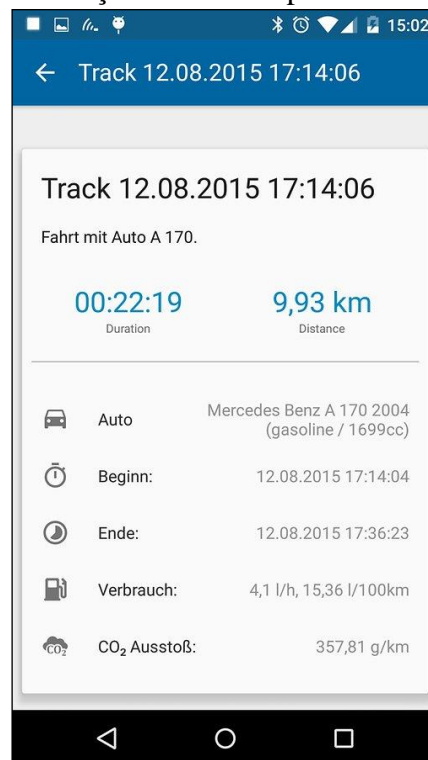 15:02
Track 12.08.2015 17:14:06
Track 12.08.2015 17:14:06
Fahrt mit Auto A 170.
00:22:19 9,93 km
Duration Distance
Auto Mercedes Benz A 170 2004
(gasoline / 1699cc)
Beginn: 12.08.2015 17:14:04
Ende: 12.08.2015 17:36:23
Verbrauch: 4,1 l/h, 15,36 l/100km
CO₂ CO₂ Ausstoß: 357,81 g/km